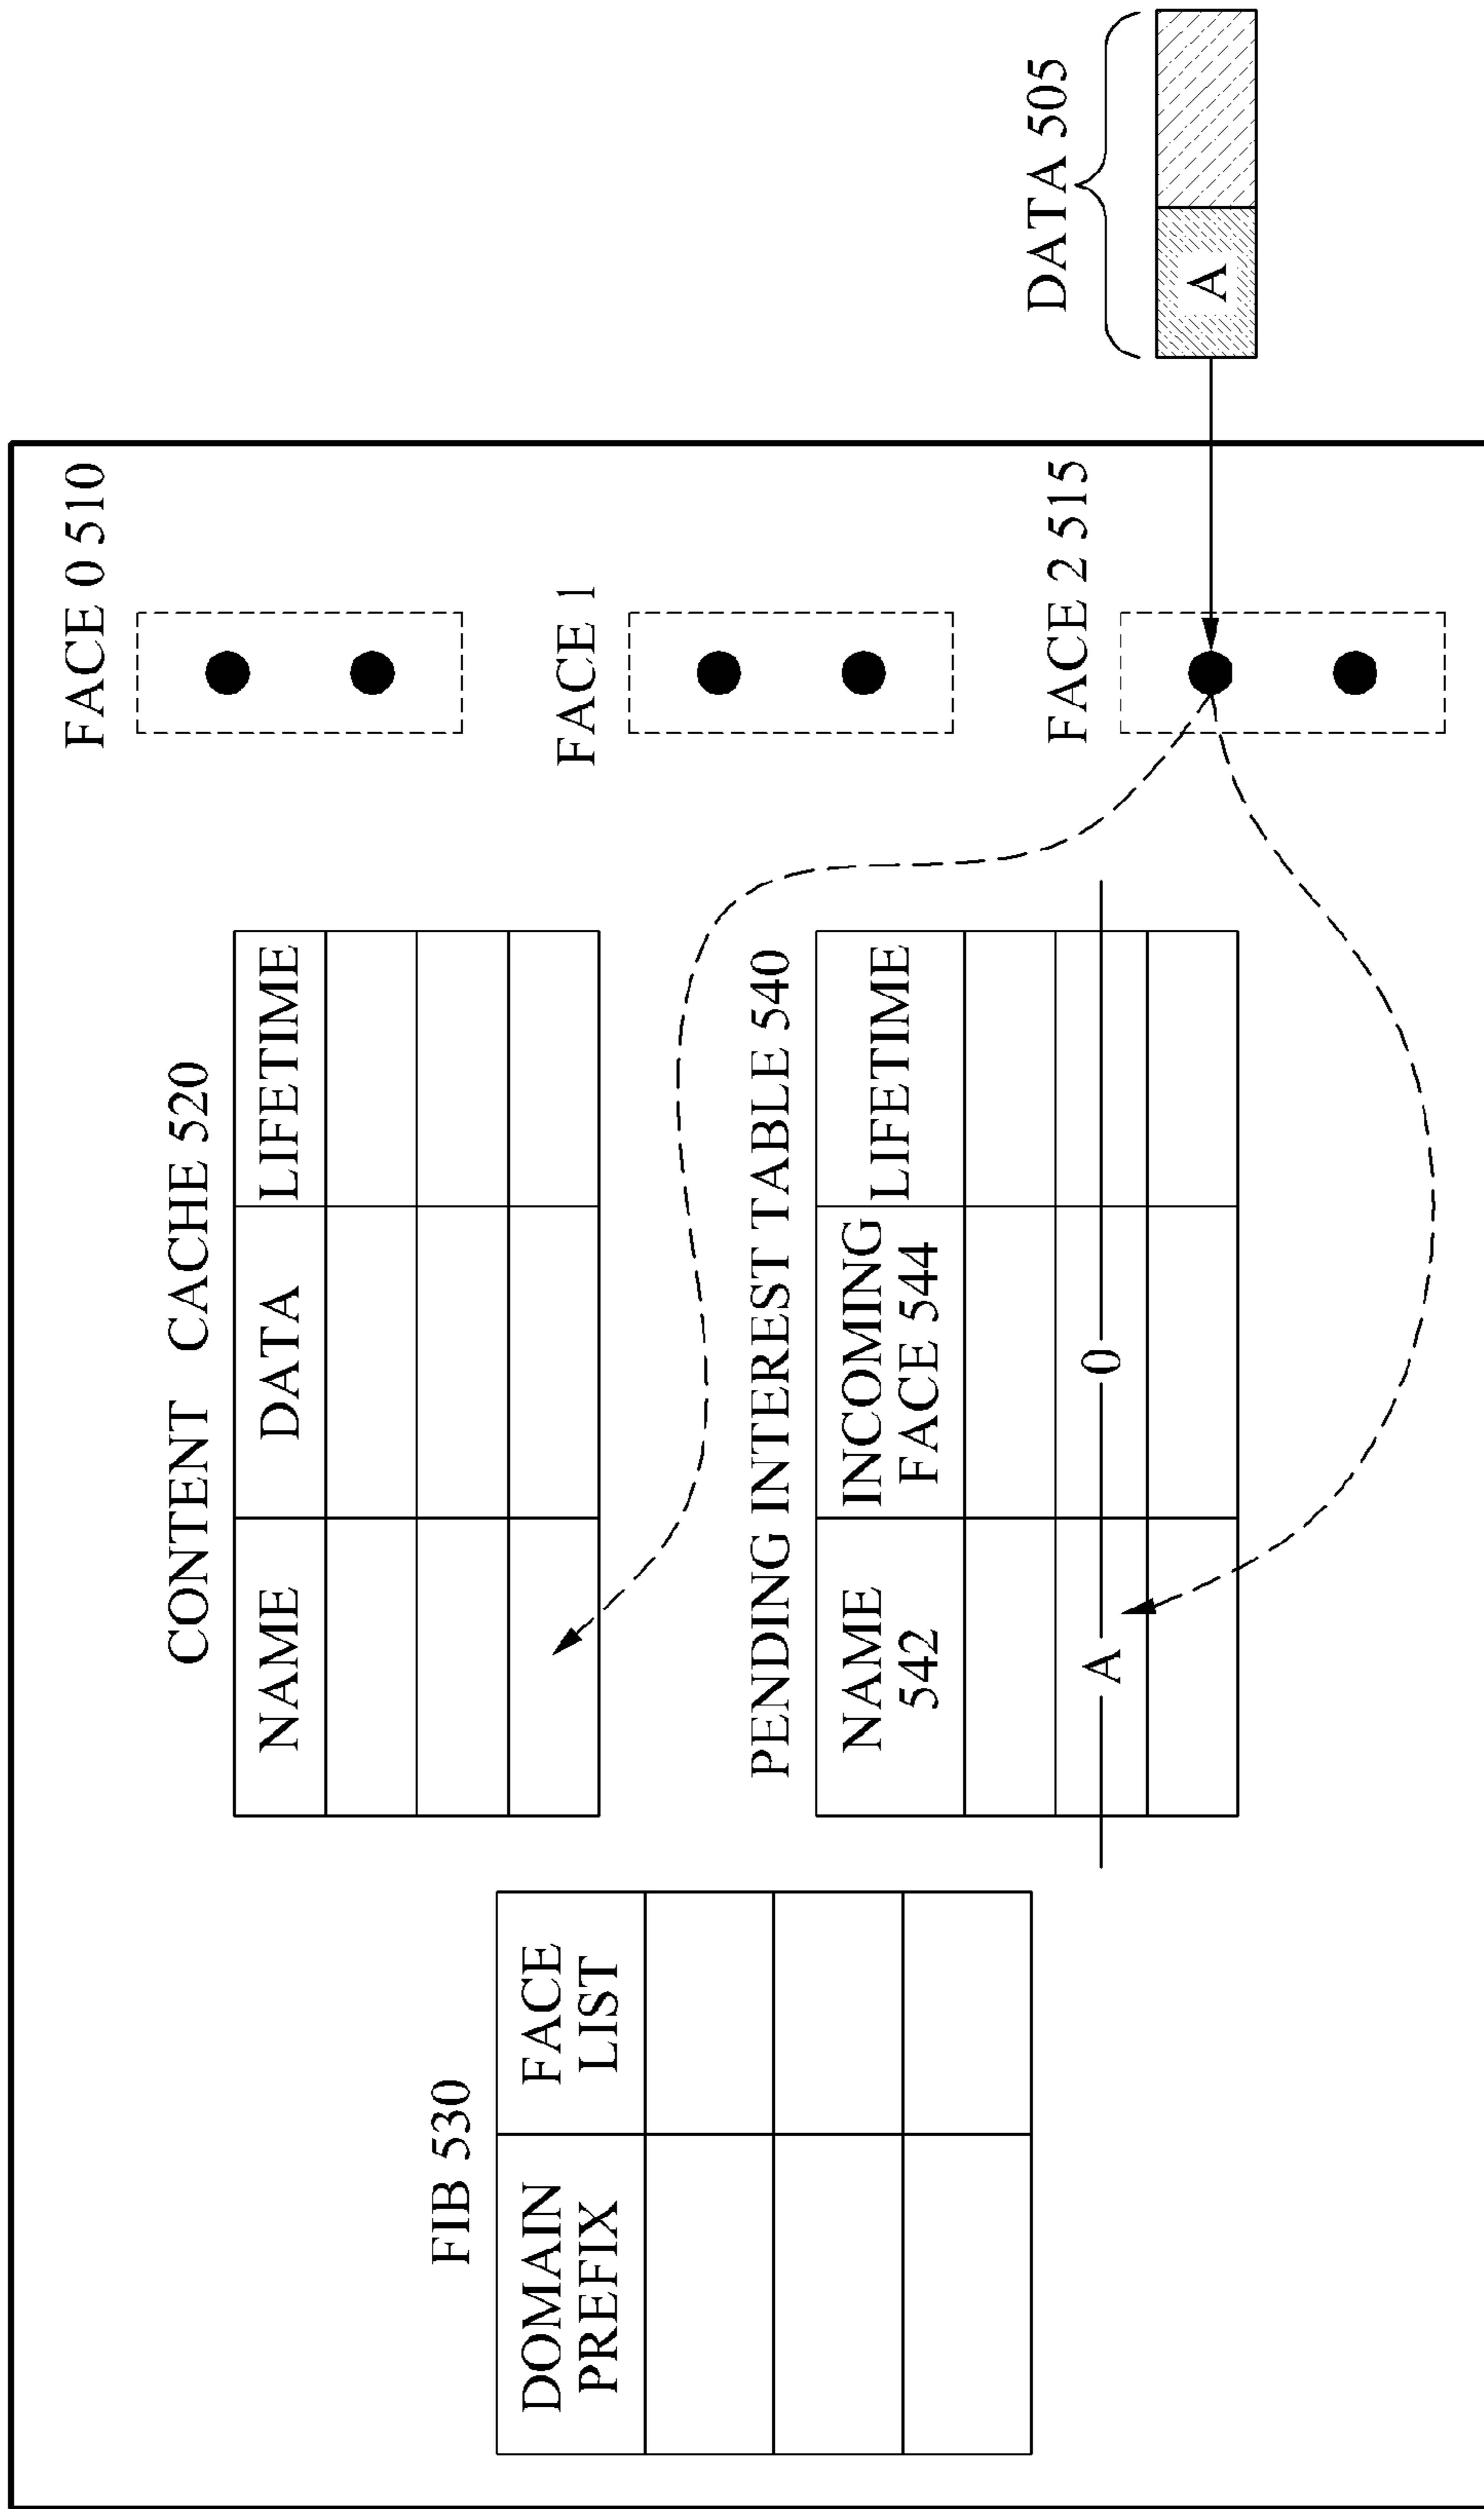 FIB 530
DOMAIN PREFIX
FACE LIST
CONTENT CACHE 520
NAME
DATA
LIFETIME
PENDING INTEREST TABLE 540
NAME 542
INCOMING FACE 544
LIFETIME
A
0
FACE 0 510
FACE 1
FACE 2 515
DATA 505
A